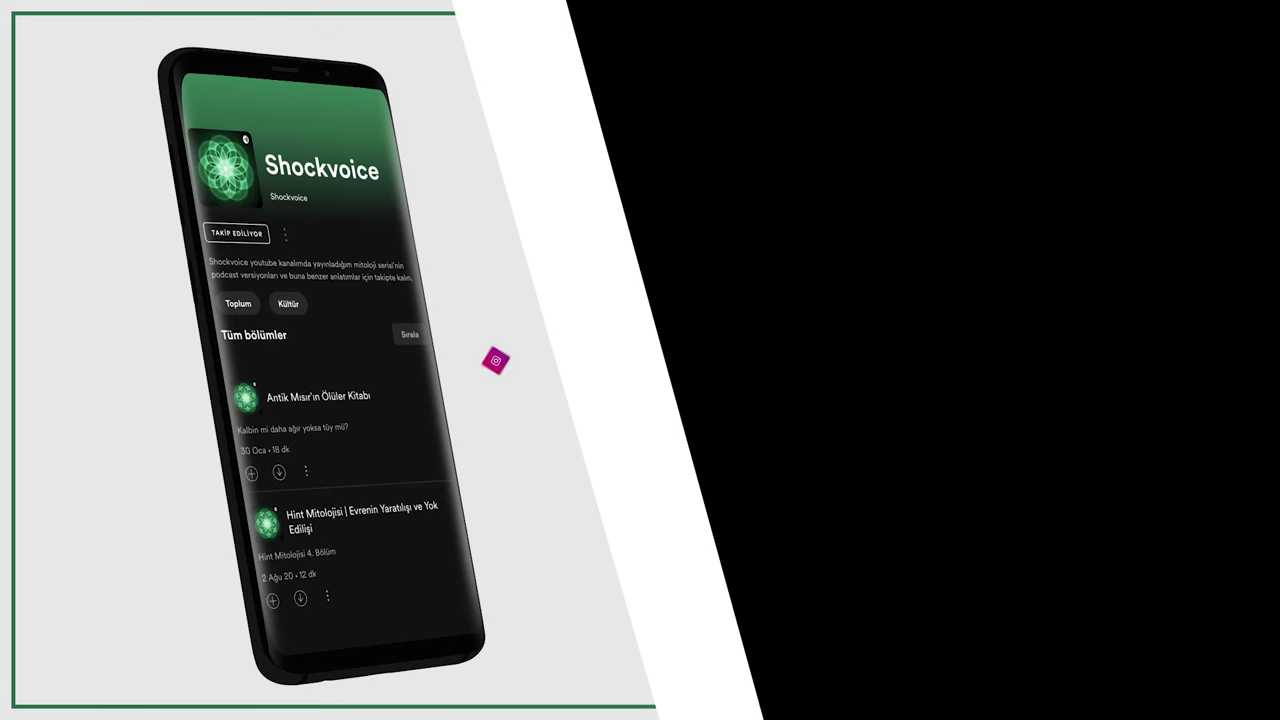 Shockvoice
Shockvoice
TAKİP EDİLİYOR
Shockvoice youtube kanalımda yayınladığım mitoloji serisi'nin
podcast versiyonları ve buna benzer anlatımlar için takipte kalın.
Toplum
Kültür
Tüm bölümler
Sırala
Antik Mısır'ın Ölüler Kitabı
Kalbin mi daha ağır yoksa tüy mü?
30 Oca • 18 dk
Hint Mitolojisi | Evrenin Yaratılışı ve Yok
Edilişi
Hint Mitolojisi 4. Bölüm
2 Ağu 20 • 12 dk